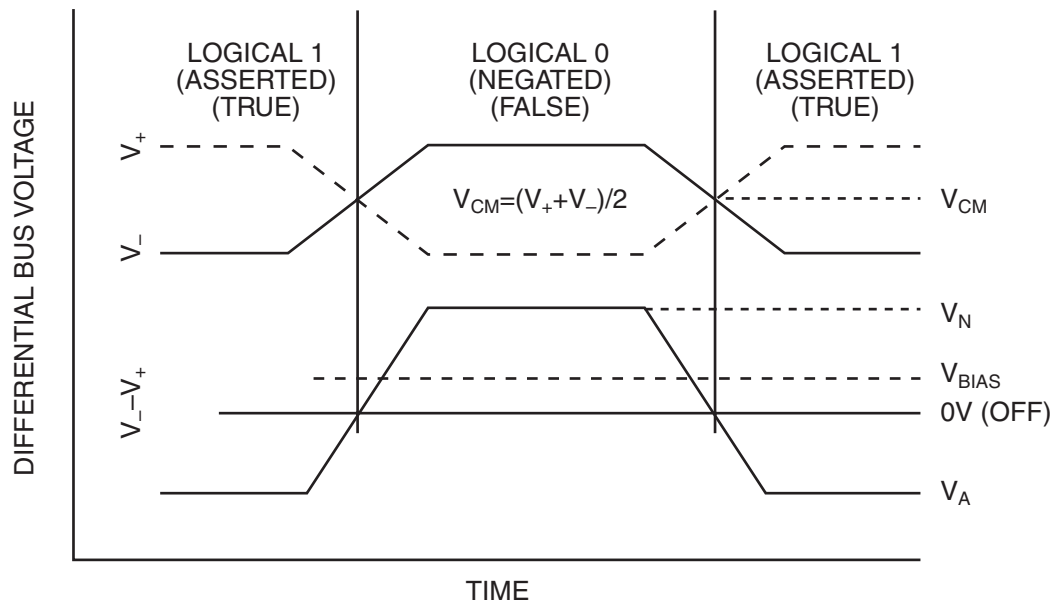 LOGICAL 1
(ASSERTED)
(TRUE)
LOGICAL 0
(NEGATED)
(FALSE)
LOGICAL 1
(ASSERTED)
(TRUE)
DIFFERENTIAL BUS VOLTAGE
V+
V–
V––V+
VCM=(V++V–)/2
VCM
VN
VBIAS
0V (OFF)
VA
TIME